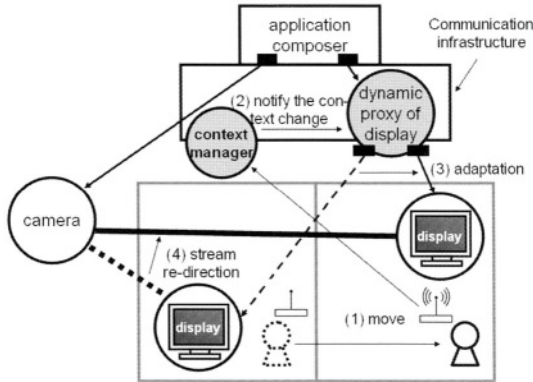 application
composer
Communication
infrastructure
dynamic
proxy of
display
(2) notify the con-
text change
context
manager
(3) adaptation
camera
display
(4) stream
re-direction
display
(1) move